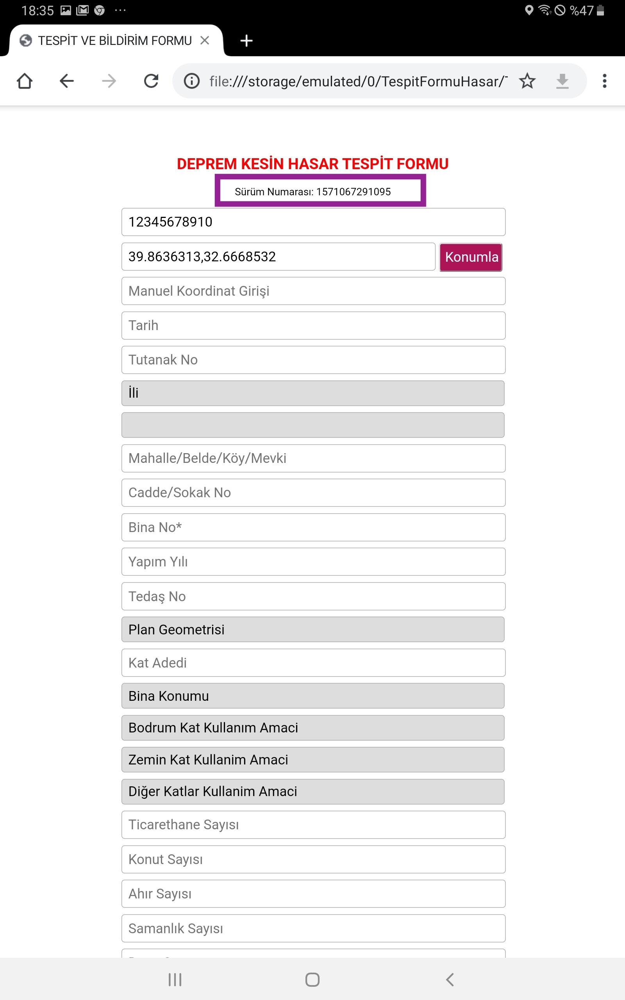 18:35 ... %47
TESPİT VE BİLDİRİM FORMU
file:///storage/emulated/0/TespitFormuHasar/
DEPREM KESİN HASAR TESPİT FORMU
Sürüm Numarası: 1571067291095
12345678910
39.8636313,32.6668532 Konumla
Manuel Koordinat Girişi
Tarih
Tutanak No
İli
Mahalle/Belde/Köy/Mevki
Cadde/Sokak No
Bina No*
Yapım Yılı
Tedaş No
Plan Geometrisi
Kat Adedi
Bina Konumu
Bodrum Kat Kullanım Amaci
Zemin Kat Kullanim Amaci
Diğer Katlar Kullanim Amaci
Ticarethane Sayısı
Konut Sayısı
Ahır Sayısı
Samanlık Sayısı